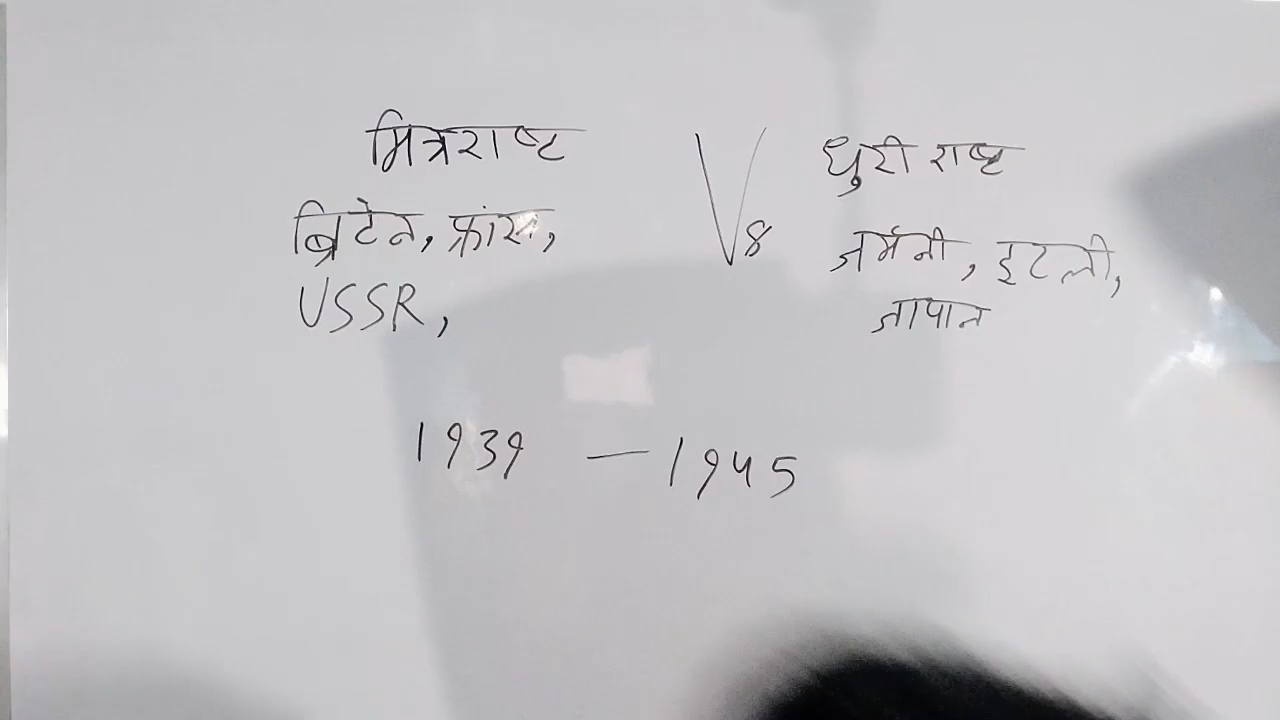 मित्रराष्ट Vs धुरी राष्ट्र
ब्रिटेन, फ्रांस, जर्मनी, इटली,
USSR, जापान
1939 — 1945